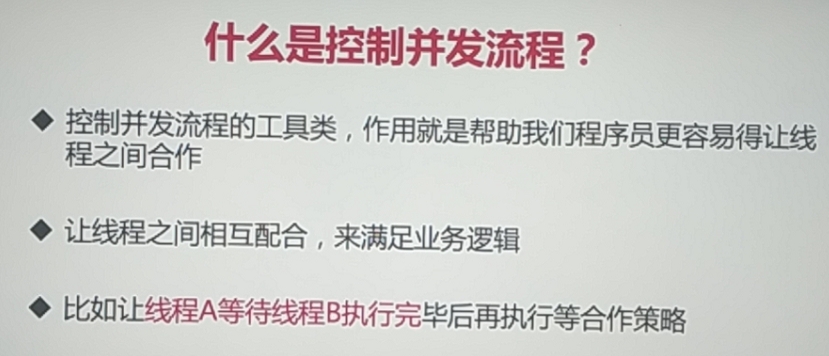 什么是控制并发流程？
◆ 控制并发流程的工具类，作用就是帮助我们程序员更容易得让线
程之间合作
◆ 让线程之间相互配合，来满足业务逻辑
◆ 比如让线程A等待线程B执行完毕后再执行等合作策略